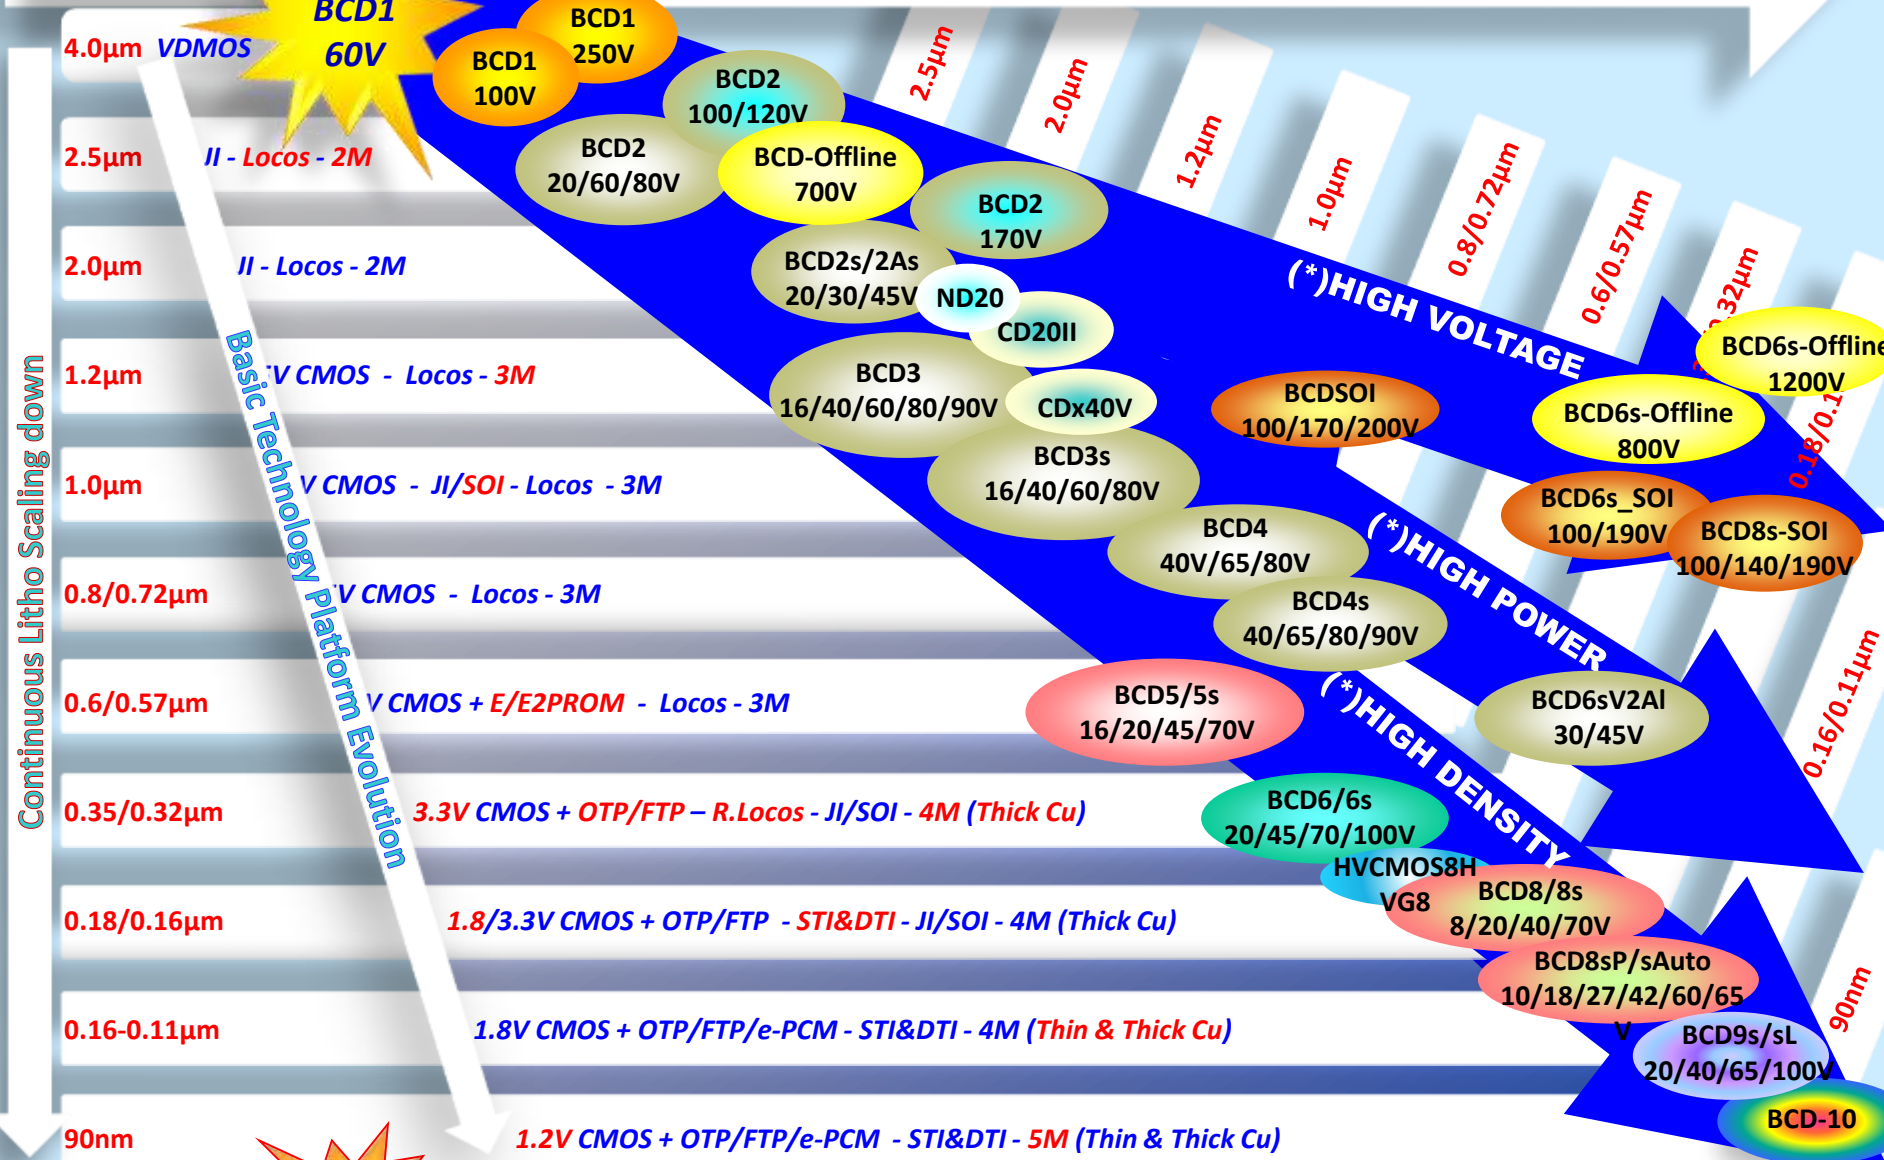 BCD1
60V
BCD1
250V
BCD1
100V
4.0µm VDMOS
BCD2
100/120V
BCD2
20/60/80V
BCD-Offline
700V
BCD2
170V
2.5µm JI - Locos - 2M
2.0µm JI - Locos - 2M
BCD2s/2As
20/30/45V
ND20
CD20II
1.2µm V CMOS - Locos - 3M
BCD3
16/40/60/80/90V
CDx40V
1.0µm V CMOS - JI/SOI - Locos - 3M
BCD3s
16/40/60/80V
BCDSOI
100/170/200V
BCD6s-Offline
1200V
BCD6s-Offline
800V
BCD6s_SOI
100/190V
BCD8s-SOI
100/140/190V
0.8/0.72µm V CMOS - Locos - 3M
BCD4
40V/65/80V
BCD4s
40/65/80/90V
0.6/0.57µm V CMOS + E/E2PROM - Locos - 3M
BCD5/5s
16/20/45/70V
BCD6sV2Al
30/45V
0.35/0.32µm 3.3V CMOS + OTP/FTP – R.Locos - JI/SOI - 4M (Thick Cu)
BCD6/6s
20/45/70/100V
HVCMOS8H
VG8
BCD8/8s
8/20/40/70V
0.18/0.16µm 1.8/3.3V CMOS + OTP/FTP - STI&DTI - JI/SOI - 4M (Thick Cu)
BCD8sP/sAuto
10/18/27/42/60/65
V
0.16-0.11µm 1.8V CMOS + OTP/FTP/e-PCM - STI&DTI - 4M (Thin & Thick Cu)
BCD9s/sL
20/40/65/100V
BCD-10
90nm 1.2V CMOS + OTP/FTP/e-PCM - STI&DTI - 5M (Thin & Thick Cu)
Continuous Litho Scaling down
Basic Technology Platform Evolution
(*)HIGH VOLTAGE
(*)HIGH POWER
(*)HIGH DENSITY
2.5µm
2.0µm
1.2µm
1.0µm
0.8/0.72µm
0.6/0.57µm
0.32µm
0.16/0.11µm
90nm